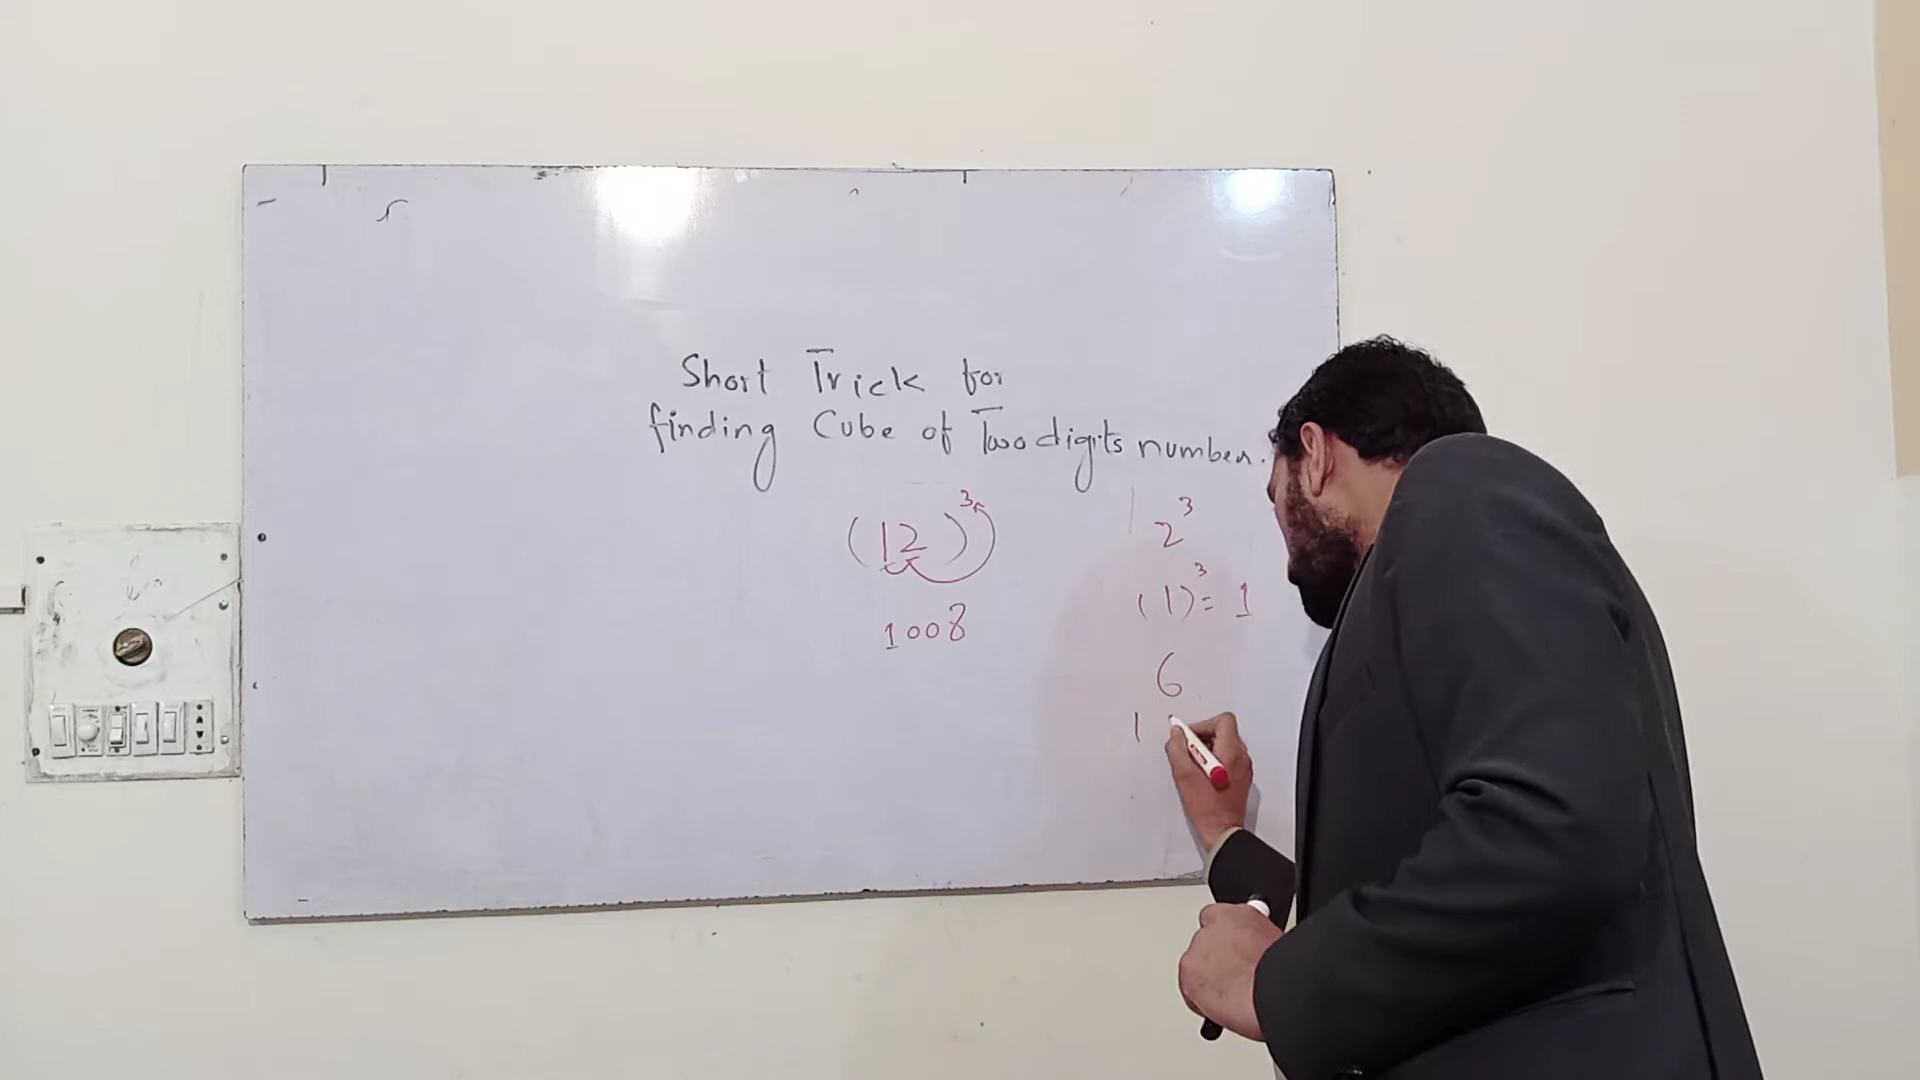 Short Trick for
finding Cube of Two digits number.
(12)³
1008
2³
(1)³ = 1
6
1